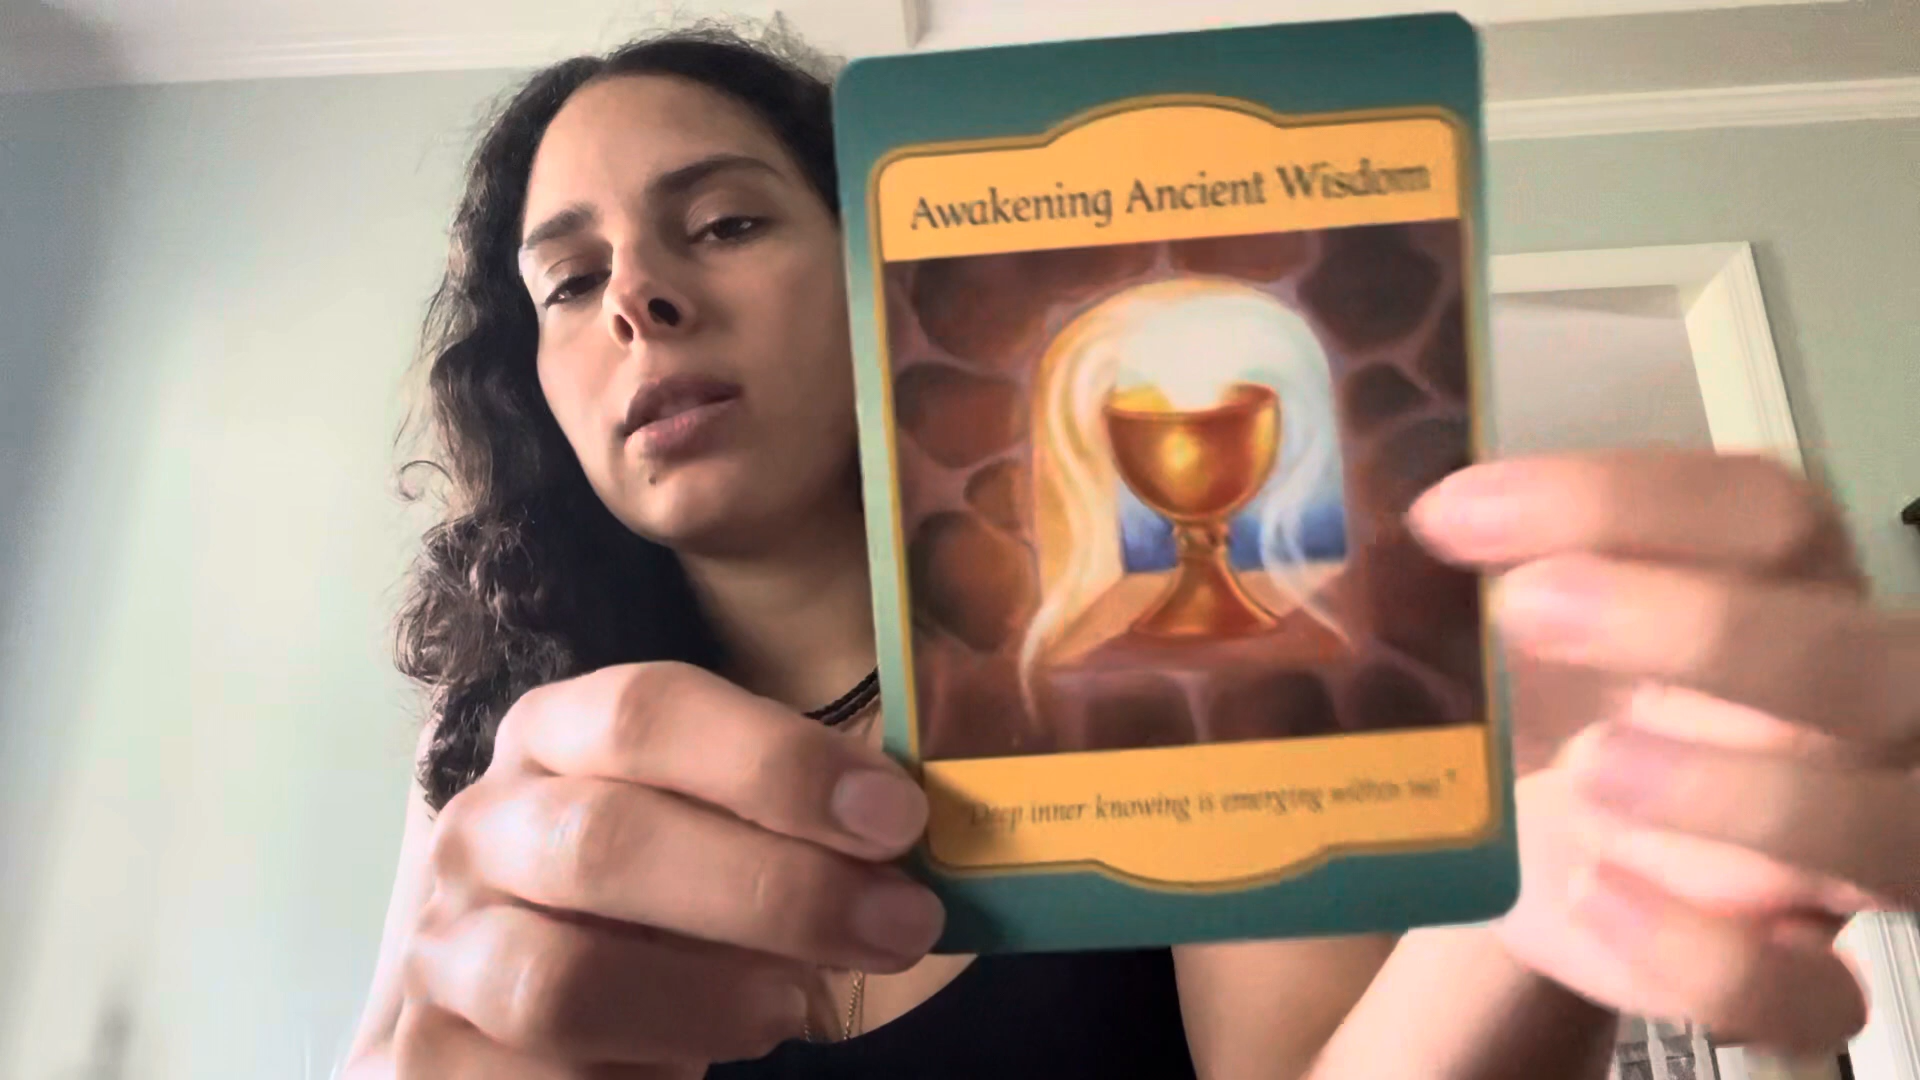 Awakening Ancient Wisdom
"Deep inner knowing is emerging within me."